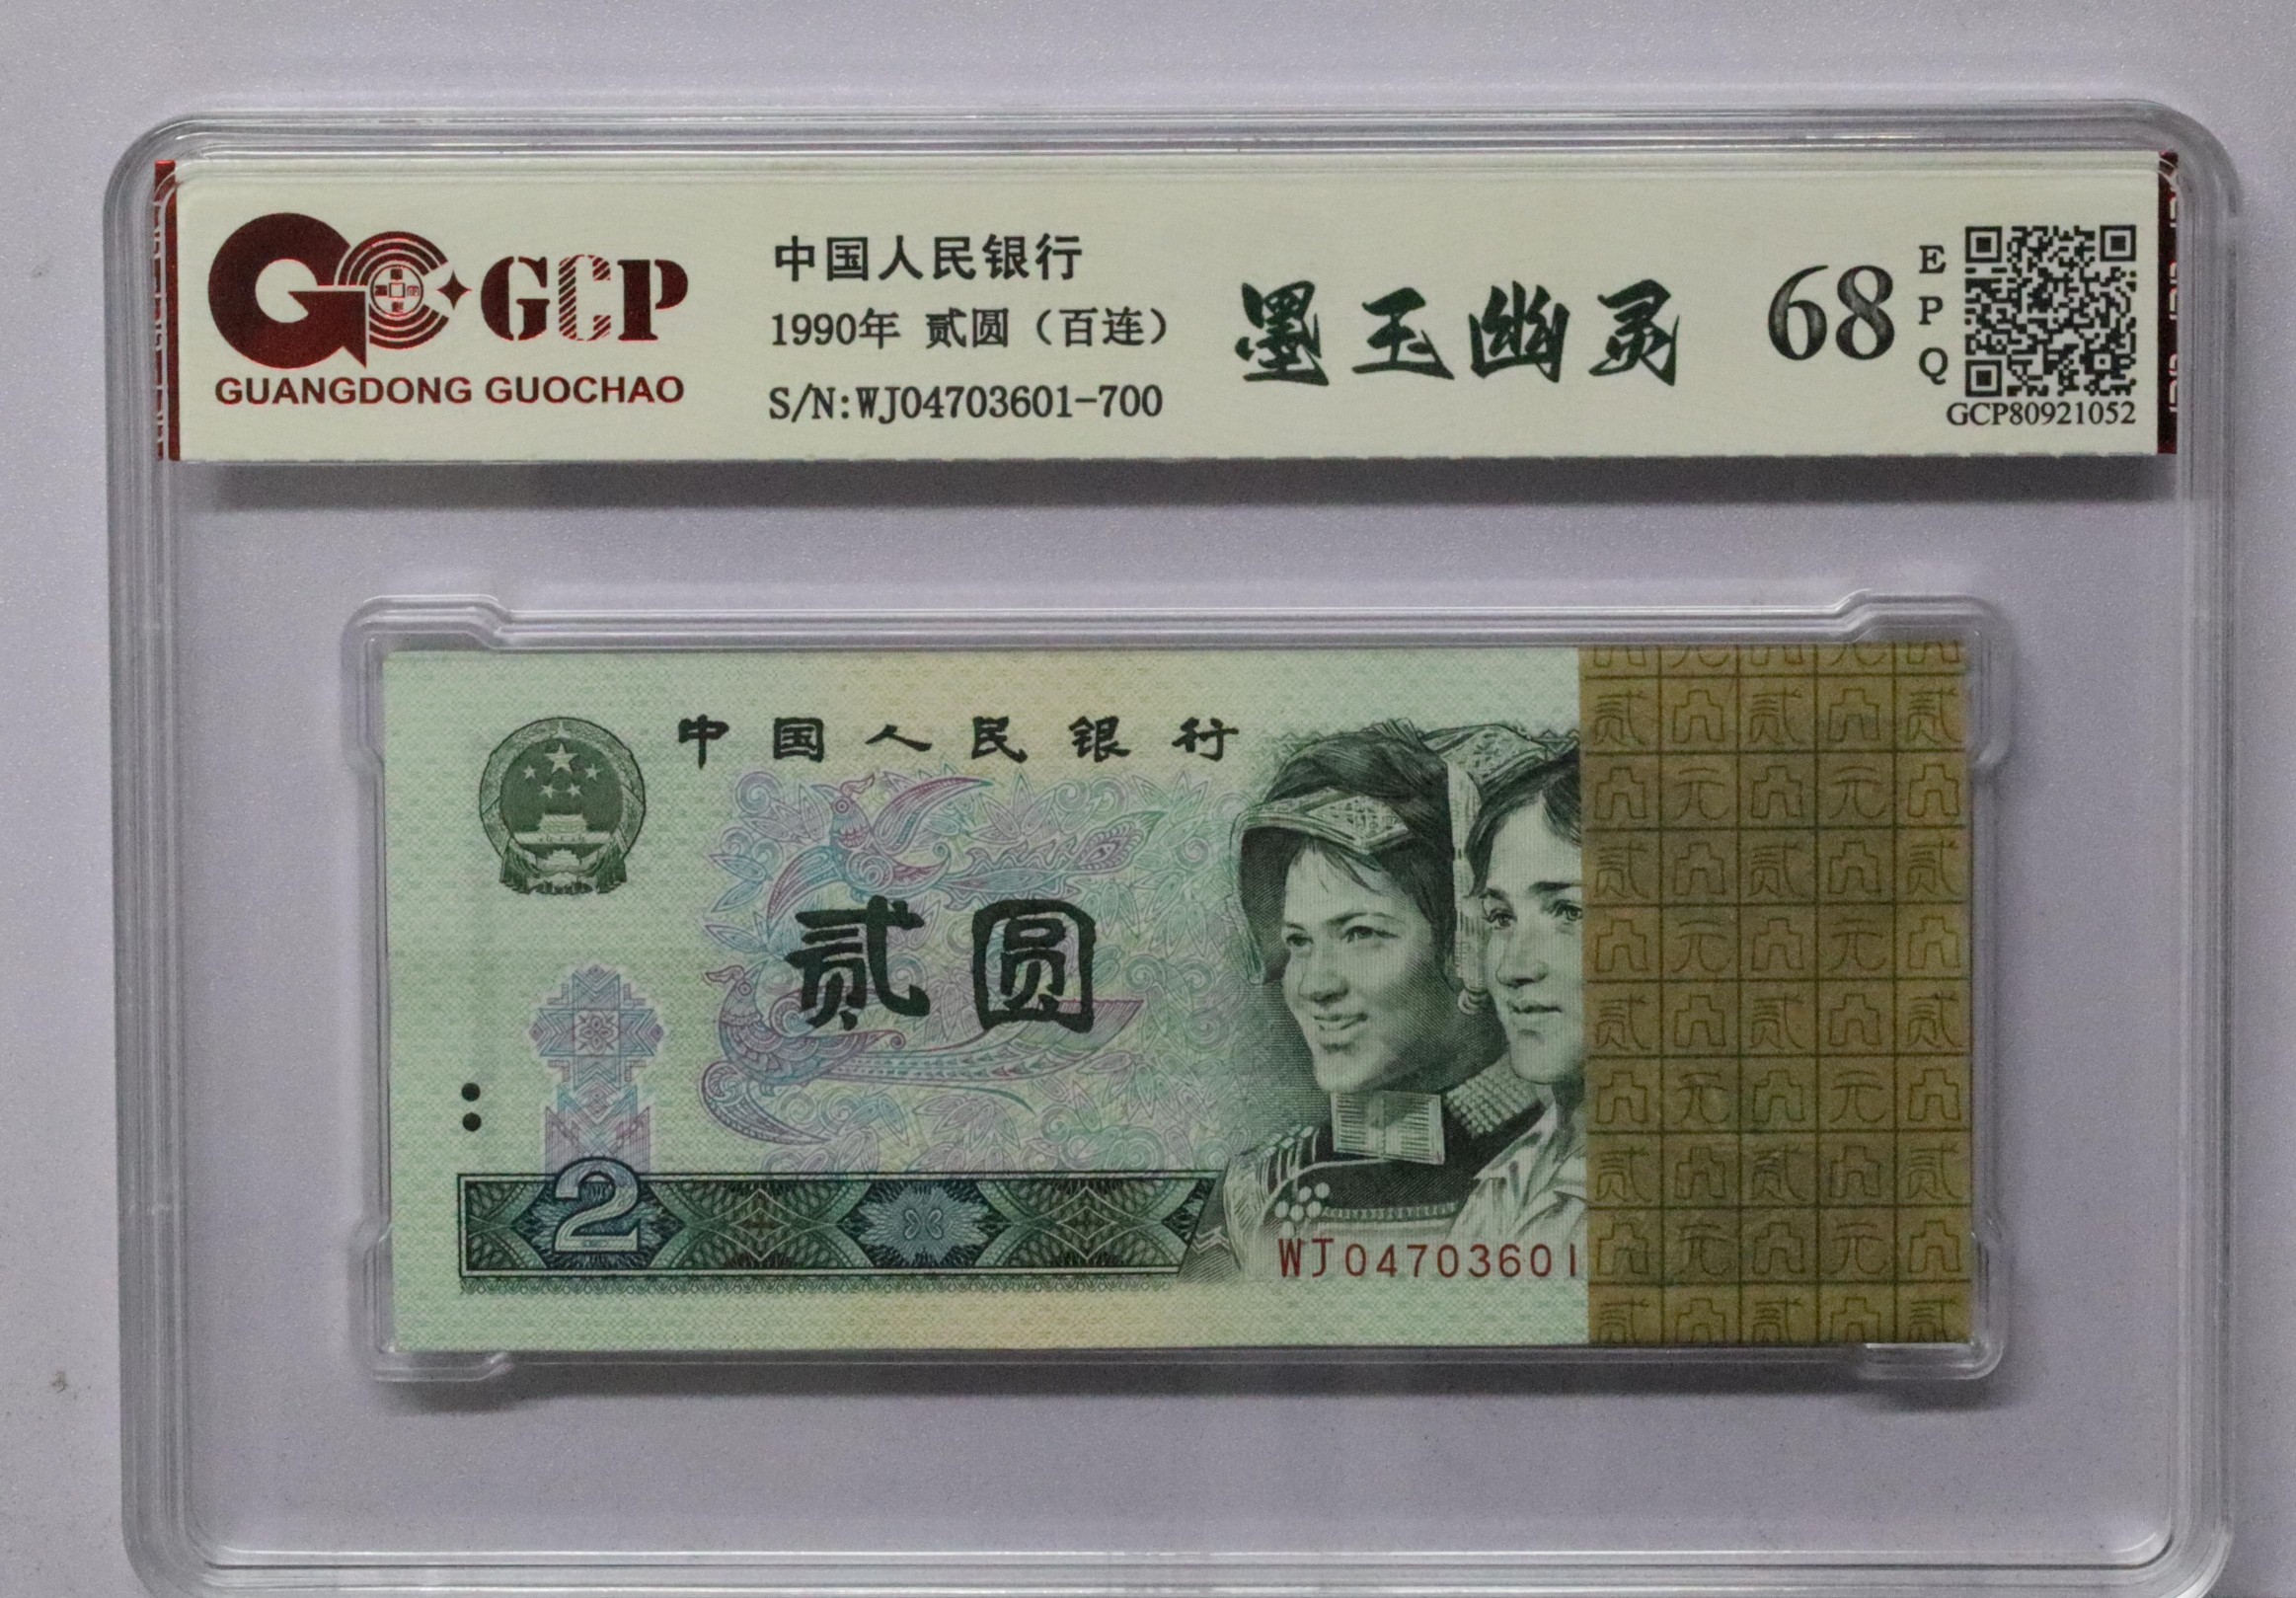 GCP
GUANGDONG GUOCHAO
中国人民银行
1990年 贰圆（百连）
S/N:WJ04703601-700
墨玉幽灵
68
EPQ
GCP80921052
中国人民银行
贰圆
2
WJ04703601